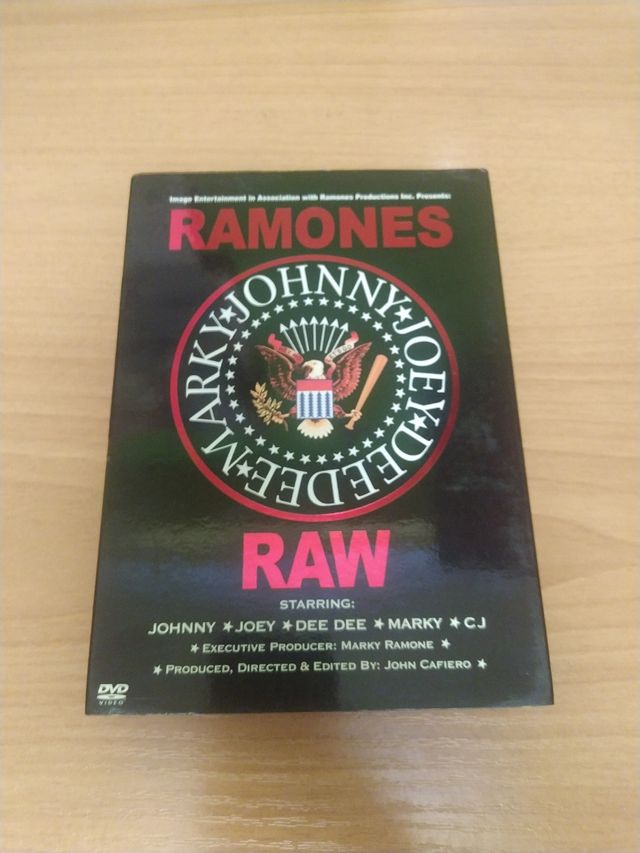 Image Entertainment in Association with Ramones Productions Inc. Presents:
RAMONES
MARKY★JOHNNY★JOEY★DEEDEE★
RAW
STARRING:
JOHNNY ★ JOEY ★ DEE DEE ★ MARKY ★ CJ
★ EXECUTIVE PRODUCER: MARKY RAMONE ★
★ PRODUCED, DIRECTED & EDITED BY: JOHN CAFIERO ★
DVD
VIDEO